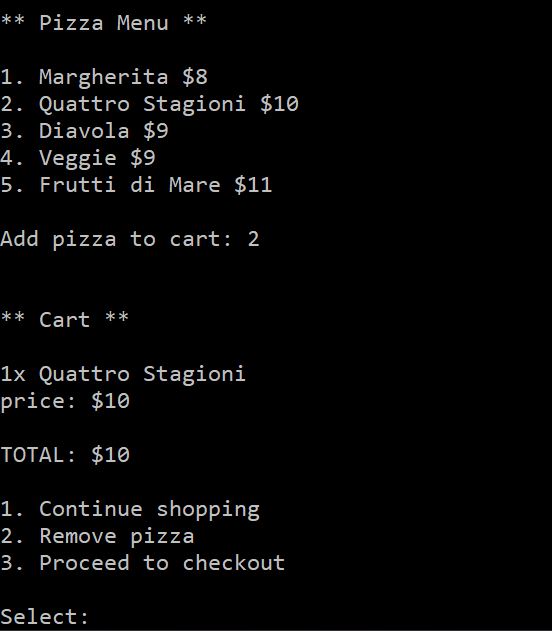 ** Pizza Menu **
1. Margherita $8
2. Quattro Stagioni $10
3. Diavola $9
4. Veggie $9
5. Frutti di Mare $11
Add pizza to cart: 2
** Cart **
1x Quattro Stagioni
price: $10
TOTAL: $10
1. Continue shopping
2. Remove pizza
3. Proceed to checkout
Select: